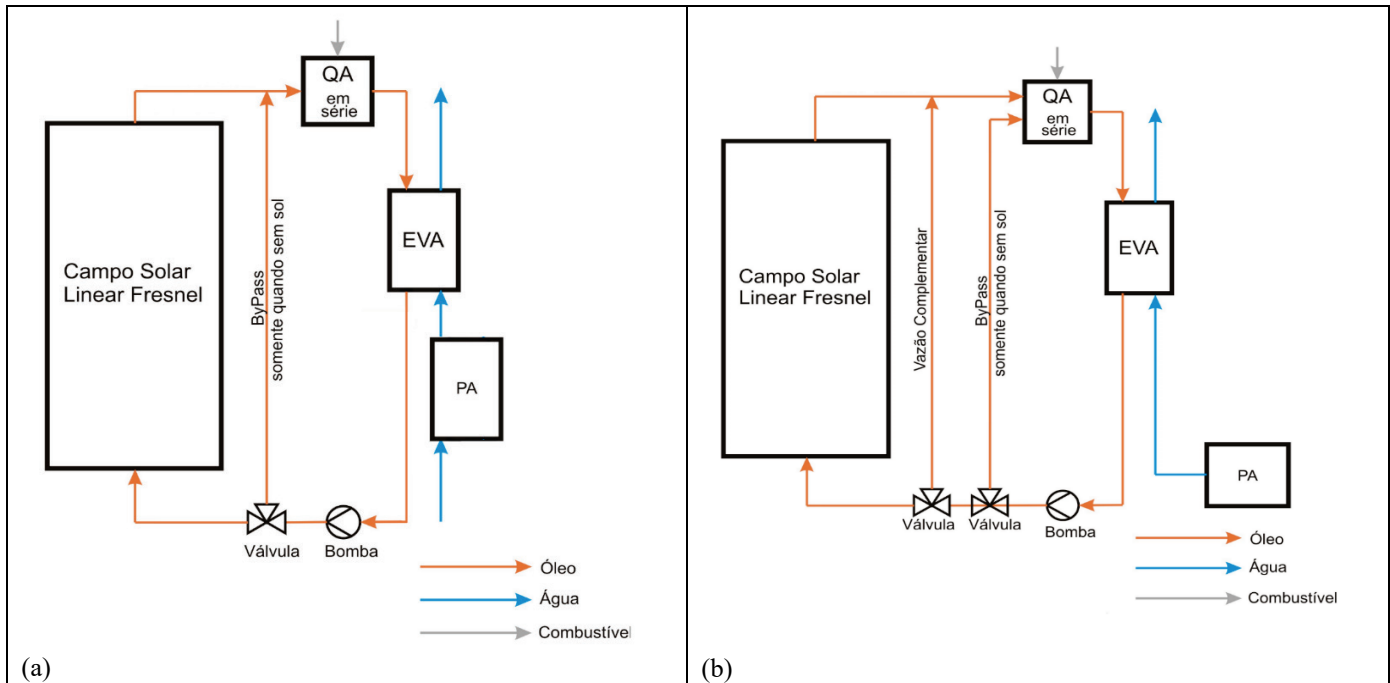 QA
em
série
ByPass
somente quando sem sol
Campo Solar
Linear Fresnel
EVA
PA
Válvula
Bomba
Óleo
Água
Combustível
(a)
QA
em
série
Vazão Complementar
ByPass
somente quando sem sol
Campo Solar
Linear Fresnel
EVA
PA
Válvula
Válvula
Bomba
Óleo
Água
Combustível
(b)